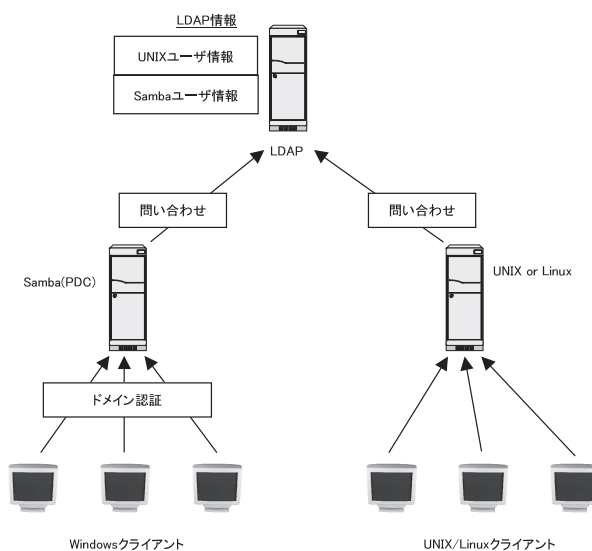 LDAP情報
UNIXユーザ情報
Sambaユーザ情報
LDAP
問い合わせ
問い合わせ
Samba(PDC)
UNIX or Linux
ドメイン認証
Windowsクライアント
UNIX/Linuxクライアント